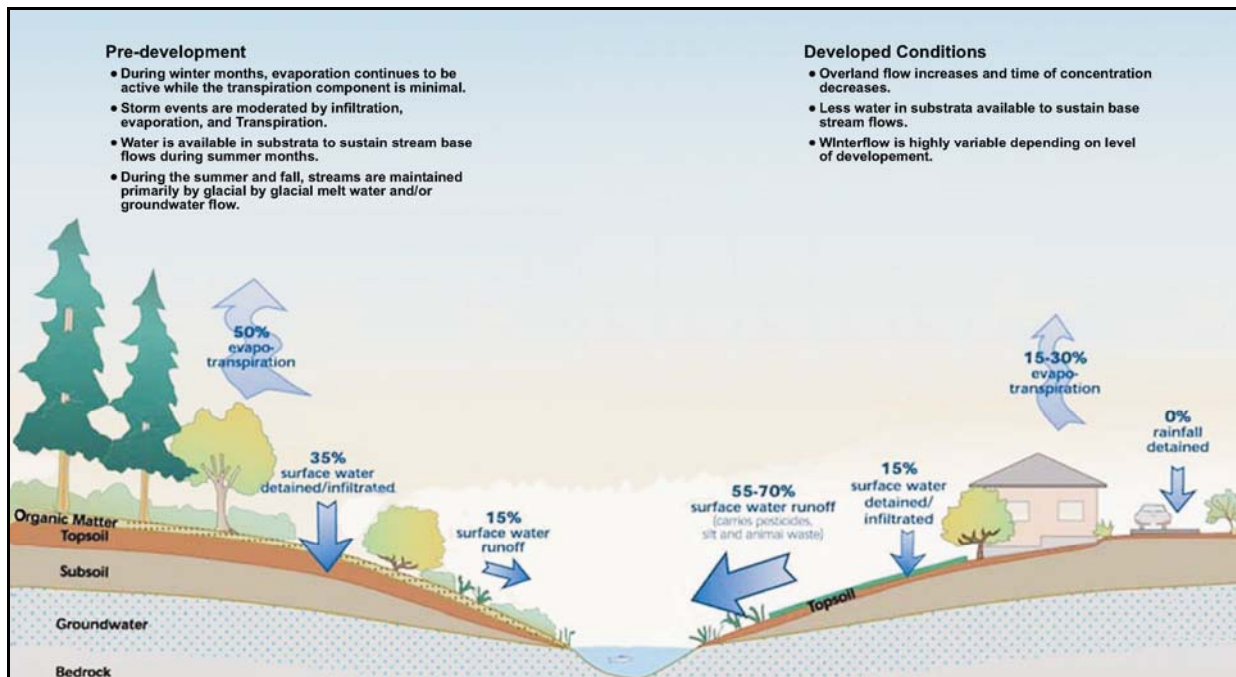 Pre-development
• During winter months, evaporation continues to be
active while the transpiration component is minimal.
• Storm events are moderated by infiltration,
evaporation, and Transpiration.
• Water is available in substrata to sustain stream base
flows during summer months.
• During the summer and fall, streams are maintained
primarily by glacial by glacial melt water and/or
groundwater flow.
Developed Conditions
• Overland flow increases and time of concentration
decreases.
• Less water in substrata available to sustain base
stream flows.
• WInterflow is highly variable depending on level
of developement.
50%
evapo-
transpiration
35%
surface water
detained/infiltrated
15%
surface water
runoff
Organic Matter
Topsoil
Subsoil
Groundwater
Bedrock
55-70%
surface water runoff
(carrios pesticides,
silt and animal waste)
15%
surface water
detained/
infiltrated
15-30%
evapo-
transpiration
0%
rainfall
detained
Topsoil